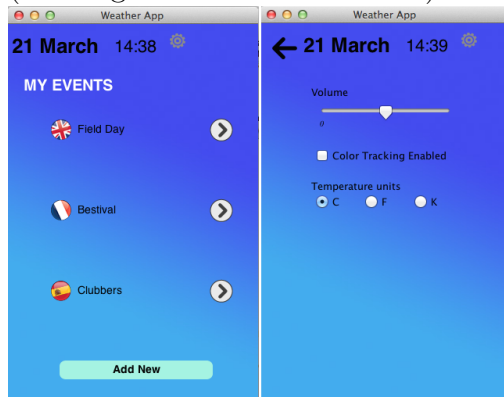 Weather App
21 March 14:38
MY EVENTS
Field Day
Bestival
Clubbers
Add New
Weather App
21 March 14:39
Volume
0
Color Tracking Enabled
Temperature units
C F K